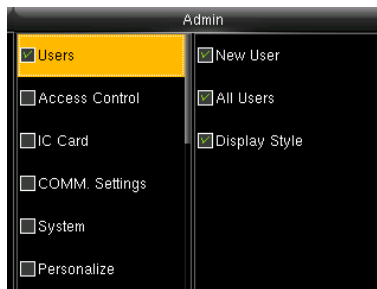 Admin
Users
New User
Access Control
All Users
IC Card
Display Style
COMM. Settings
System
Personalize